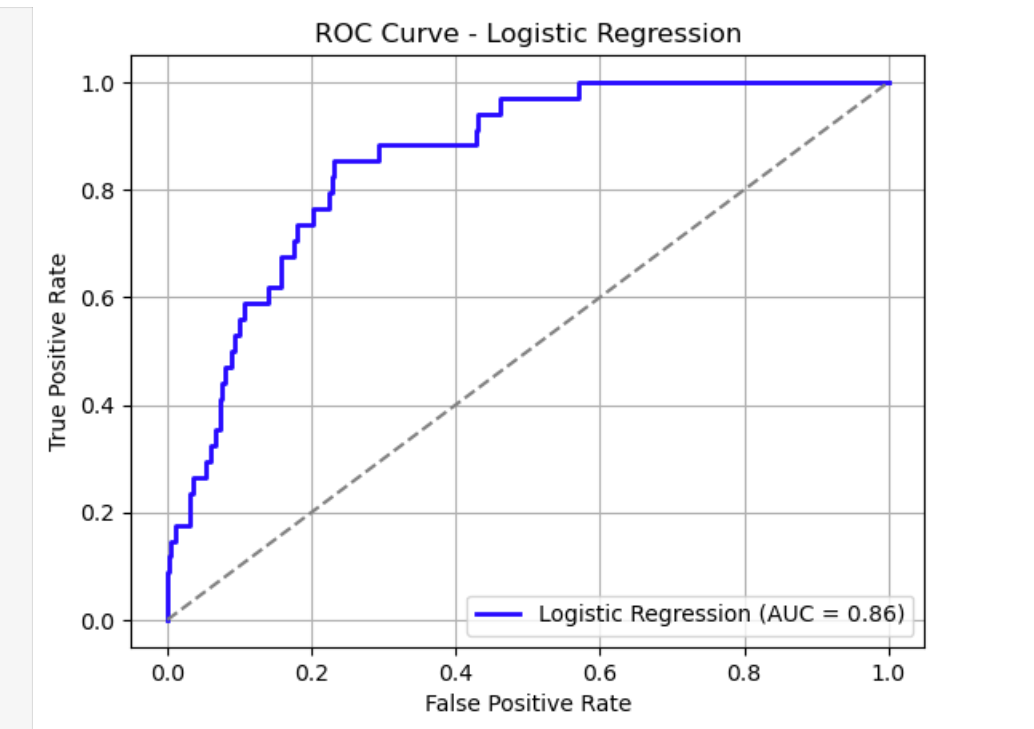 ROC Curve - Logistic Regression
1.0
0.8
0.6
0.4
0.2
0.0
True Positive Rate
Logistic Regression (AUC = 0.86)
0.0 0.2 0.4 0.6 0.8 1.0
False Positive Rate